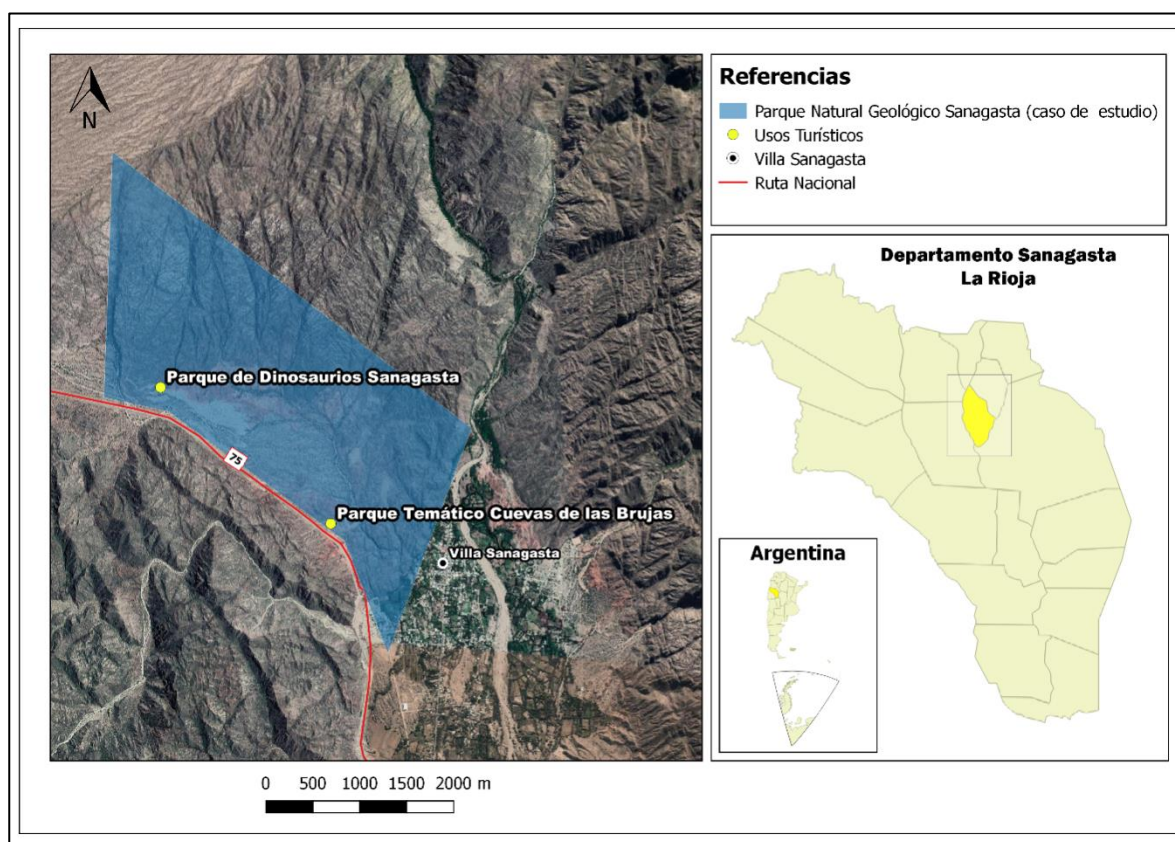 N
Parque de Dinosaurios Sanagasta
75
Parque Temático Cuevas de las Brujas
Villa Sanagasta
0 500 1000 1500 2000 m
Referencias
Parque Natural Geológico Sanagasta (caso de estudio)
Usos Turísticos
Villa Sanagasta
Ruta Nacional
Departamento Sanagasta
La Rioja
Argentina